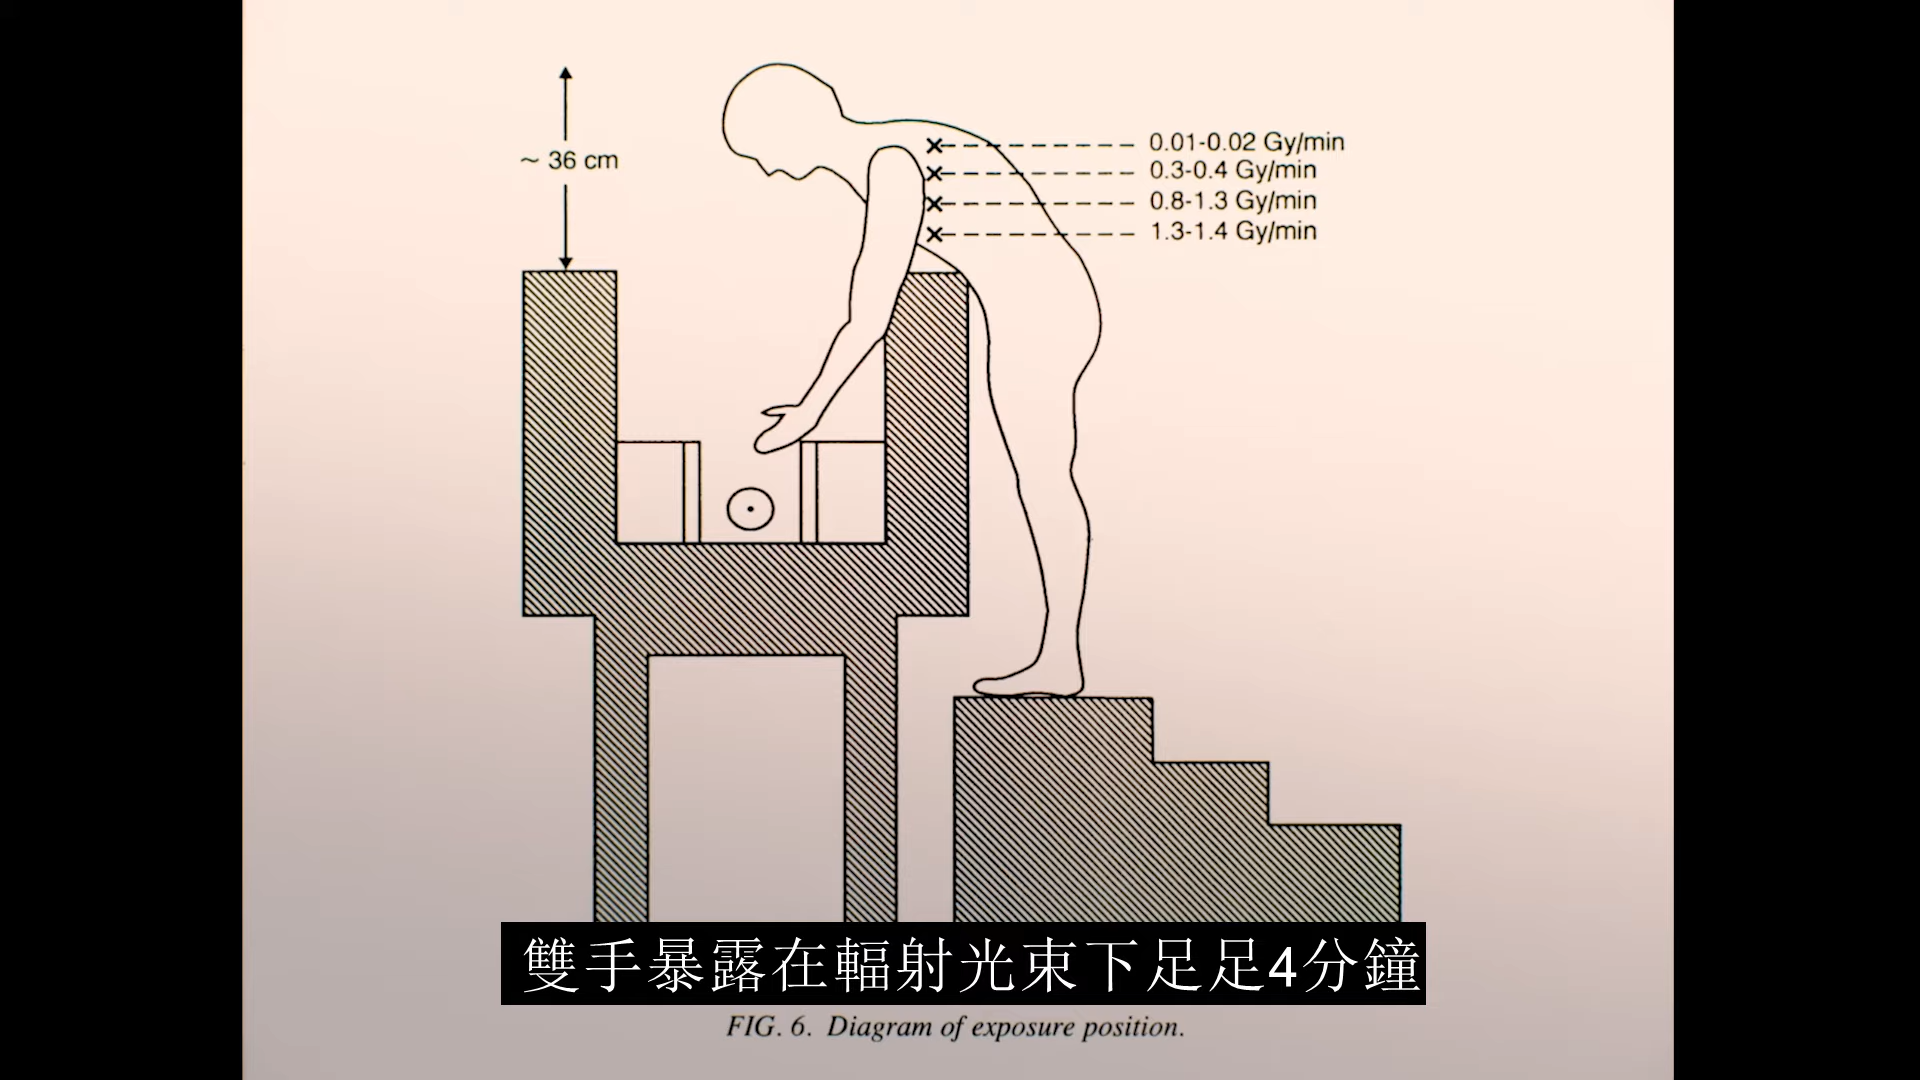 ~ 36 cm
0.01-0.02 Gy/min
0.3-0.4 Gy/min
0.8-1.3 Gy/min
1.3-1.4 Gy/min
雙手暴露在輻射光束下足足4分鐘
FIG. 6. Diagram of exposure position.